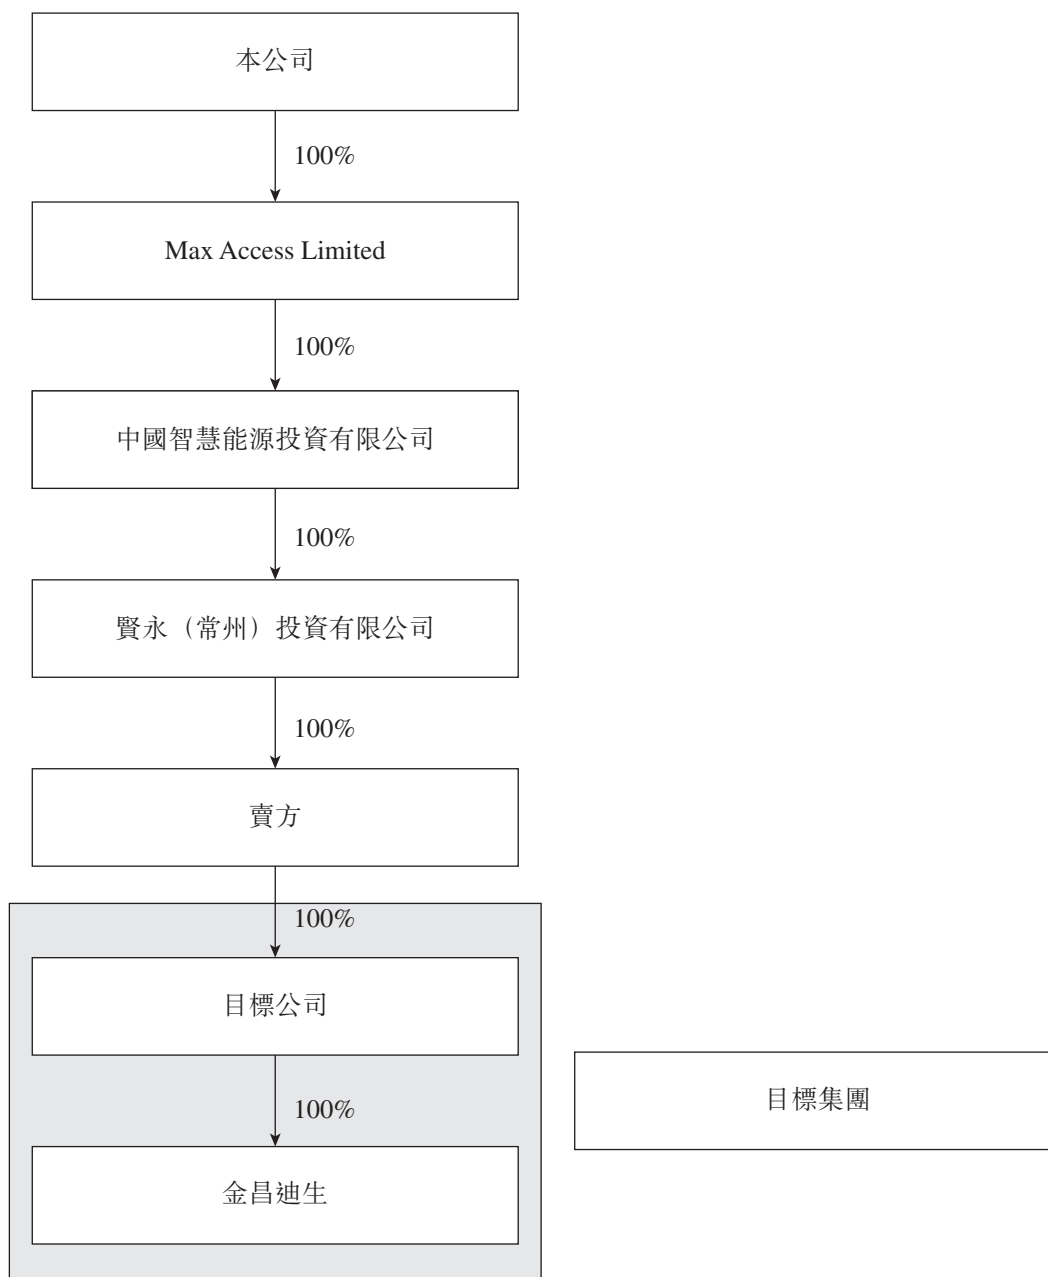 本公司
100%
Max Access Limited
100%
中國智慧能源投資有限公司
100%
賢永（常州）投資有限公司
100%
賣方
100%
目標公司
100%
目標集團
金昌迪生